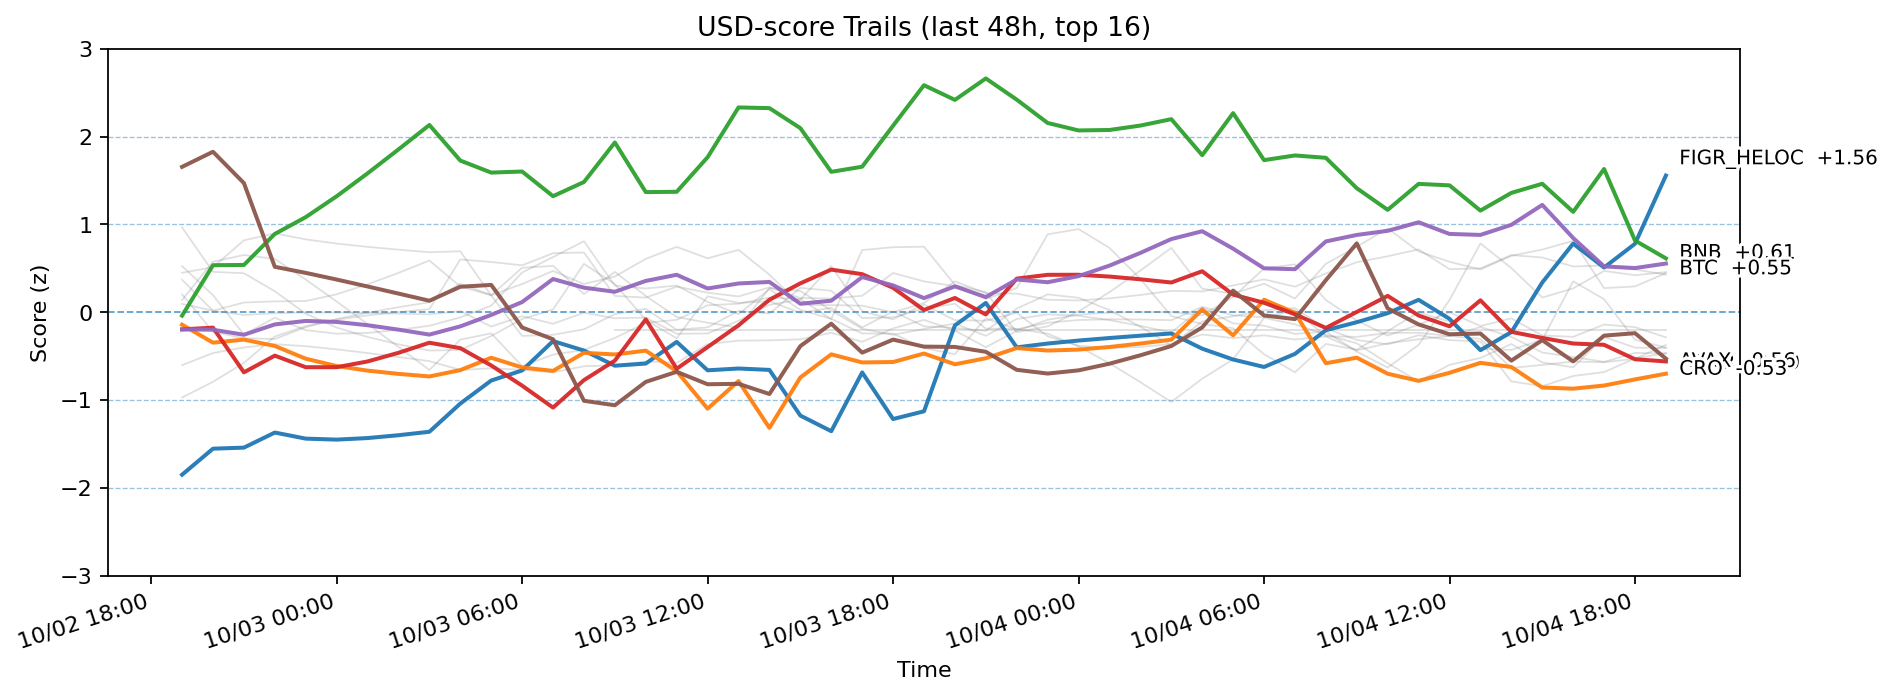 USD-score Trails (last 48h, top 16)
3
2
1
0
−1
−2
−3
Score (z)
FIGR_HELOC +1.56
BNB +0.61
BTC +0.55
CRO -0.53
10/02 18:00
10/03 00:00
10/03 06:00
10/03 12:00
10/03 18:00
10/04 00:00
10/04 06:00
10/04 12:00
10/04 18:00
Time